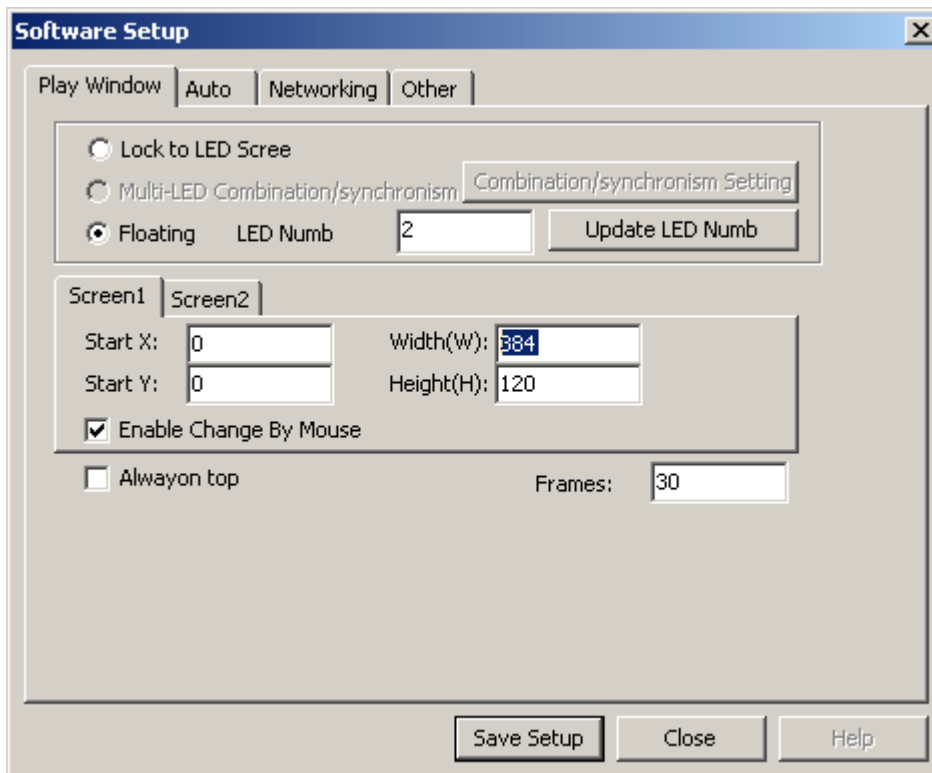 Software Setup
Play Window Auto Networking Other
Lock to LED Scree
Multi-LED Combination/synchronism Combination/synchronism Setting
Floating LED Numb 2 Update LED Numb
Screen1 Screen2
Start X: 0 Width(W): 384
Start Y: 0 Height(H): 120
Enable Change By Mouse
Alwayon top Frames: 30
Save Setup Close Help